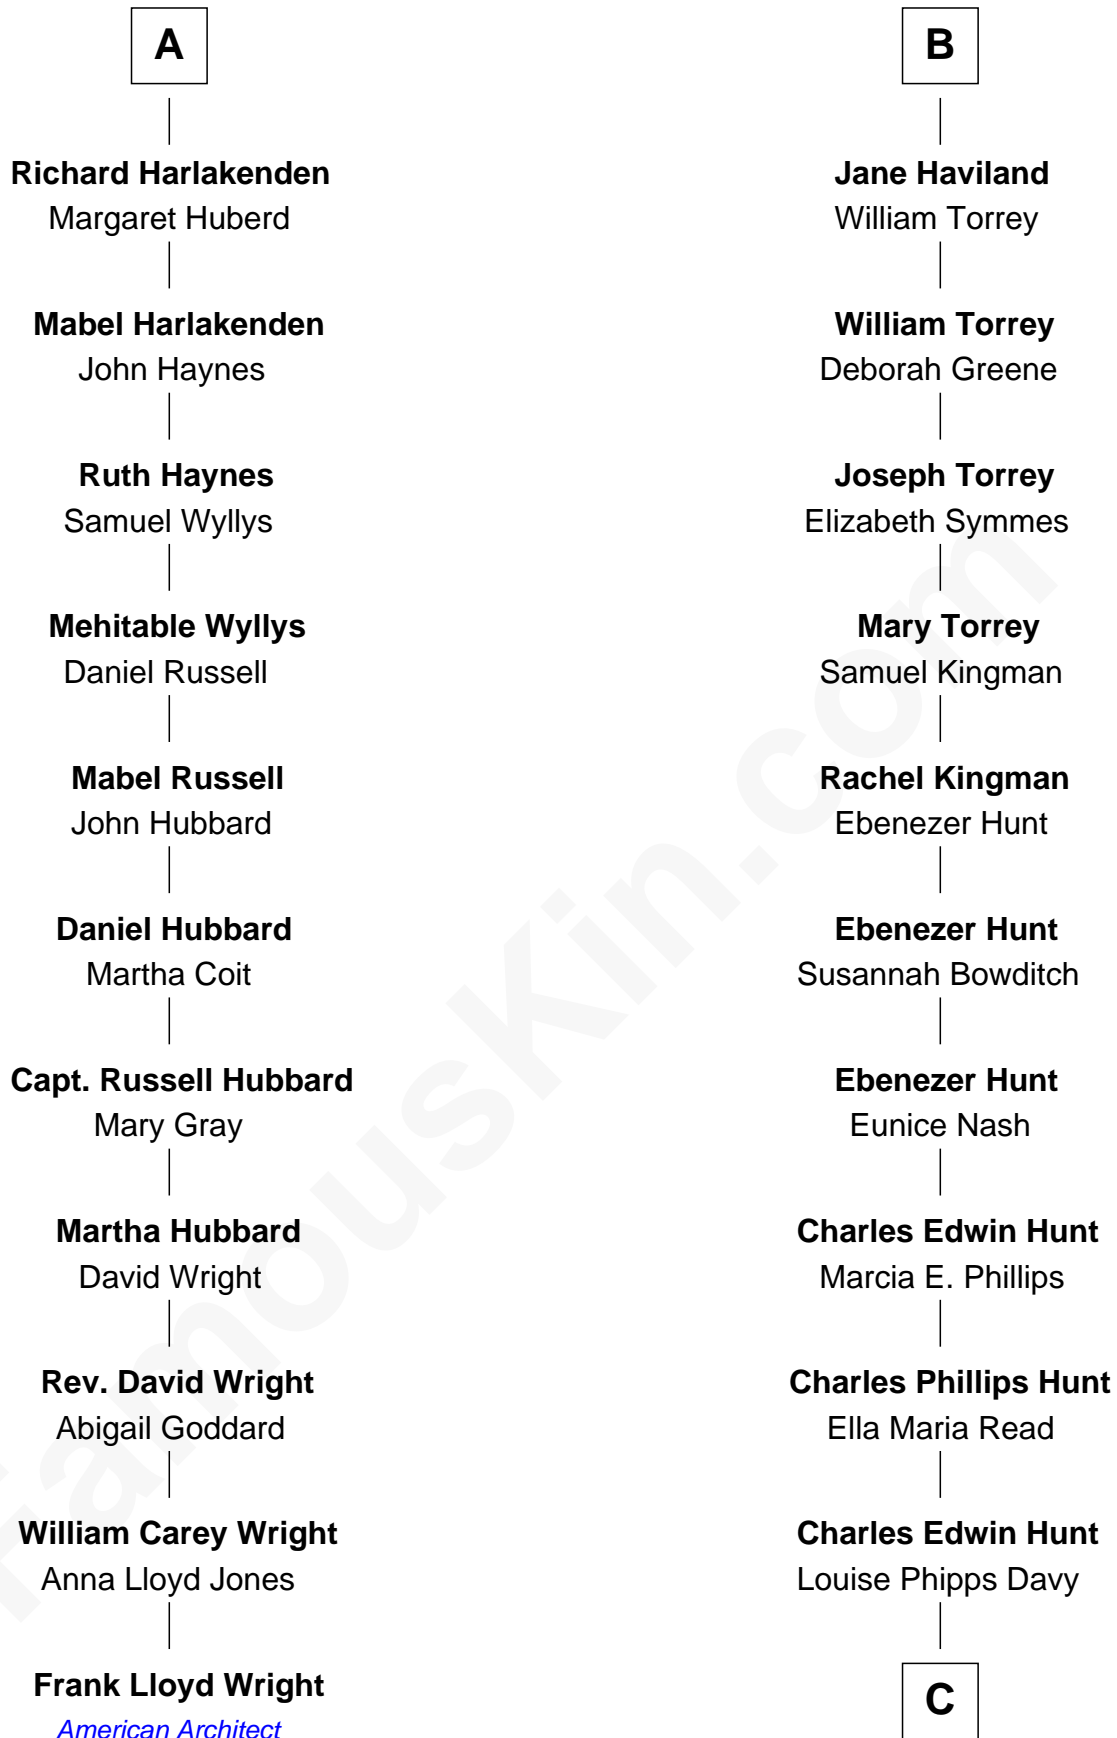 A
Richard Harlakenden
Margaret Huberd
Mabel Harlakenden
John Haynes
Ruth Haynes
Samuel Wyllys
Mehitable Wyllys
Daniel Russell
Mabel Russell
John Hubbard
Daniel Hubbard
Martha Coit
Capt. Russell Hubbard
Mary Gray
Martha Hubbard
David Wright
Rev. David Wright
Abigail Goddard
William Carey Wright
Anna Lloyd Jones
Frank Lloyd Wright
American Architect
B
Jane Haviland
William Torrey
William Torrey
Deborah Greene
Joseph Torrey
Elizabeth Symmes
Mary Torrey
Samuel Kingman
Rachel Kingman
Ebenezer Hunt
Ebenezer Hunt
Susannah Bowditch
Ebenezer Hunt
Eunice Nash
Charles Edwin Hunt
Marcia E. Phillips
Charles Phillips Hunt
Ella Maria Read
Charles Edwin Hunt
Louise Phipps Davy
C
FamousKin.com